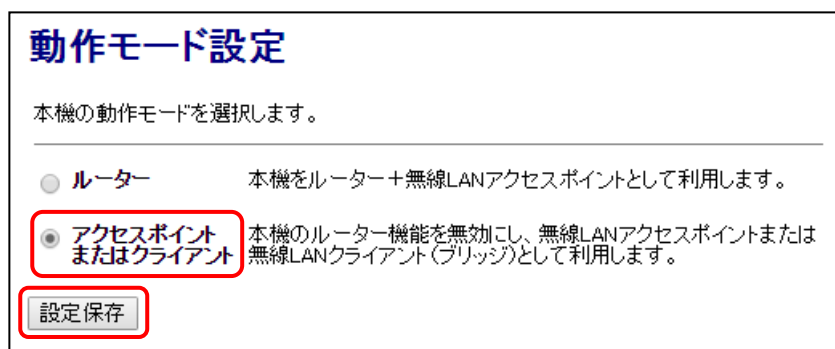 動作モード設定
本機の動作モードを選択します。
ルーター 本機をルーター＋無線LANアクセスポイントとして利用します。
アクセスポイント 本機のルーター機能を無効にし、無線LANアクセスポイントまたは
またはクライアント 無線LANクライアント(ブリッジ)として利用します。
設定保存